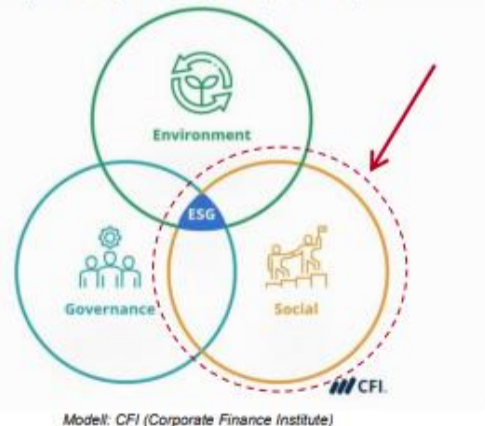 Environment
ESG
Governance
Social
CFI.
Modell: CFI (Corporate Finance Institute)